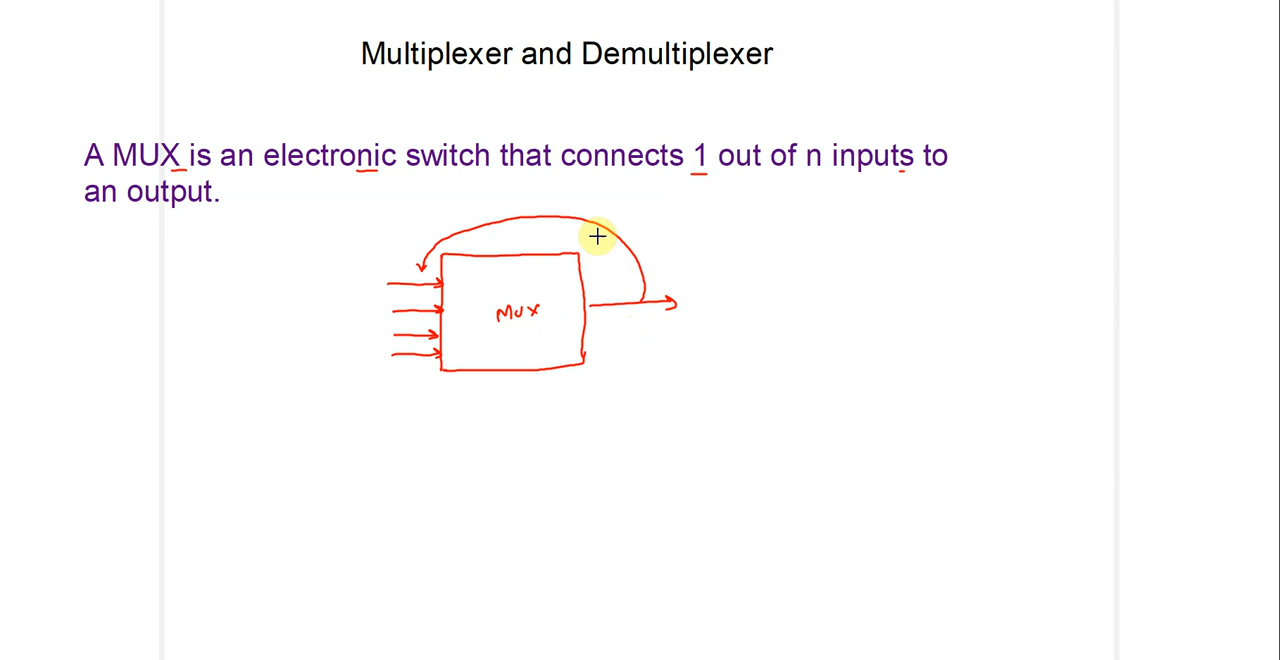 Multiplexer and Demultiplexer
A MUX is an electronic switch that connects 1 out of n inputs to
an output.
MUX